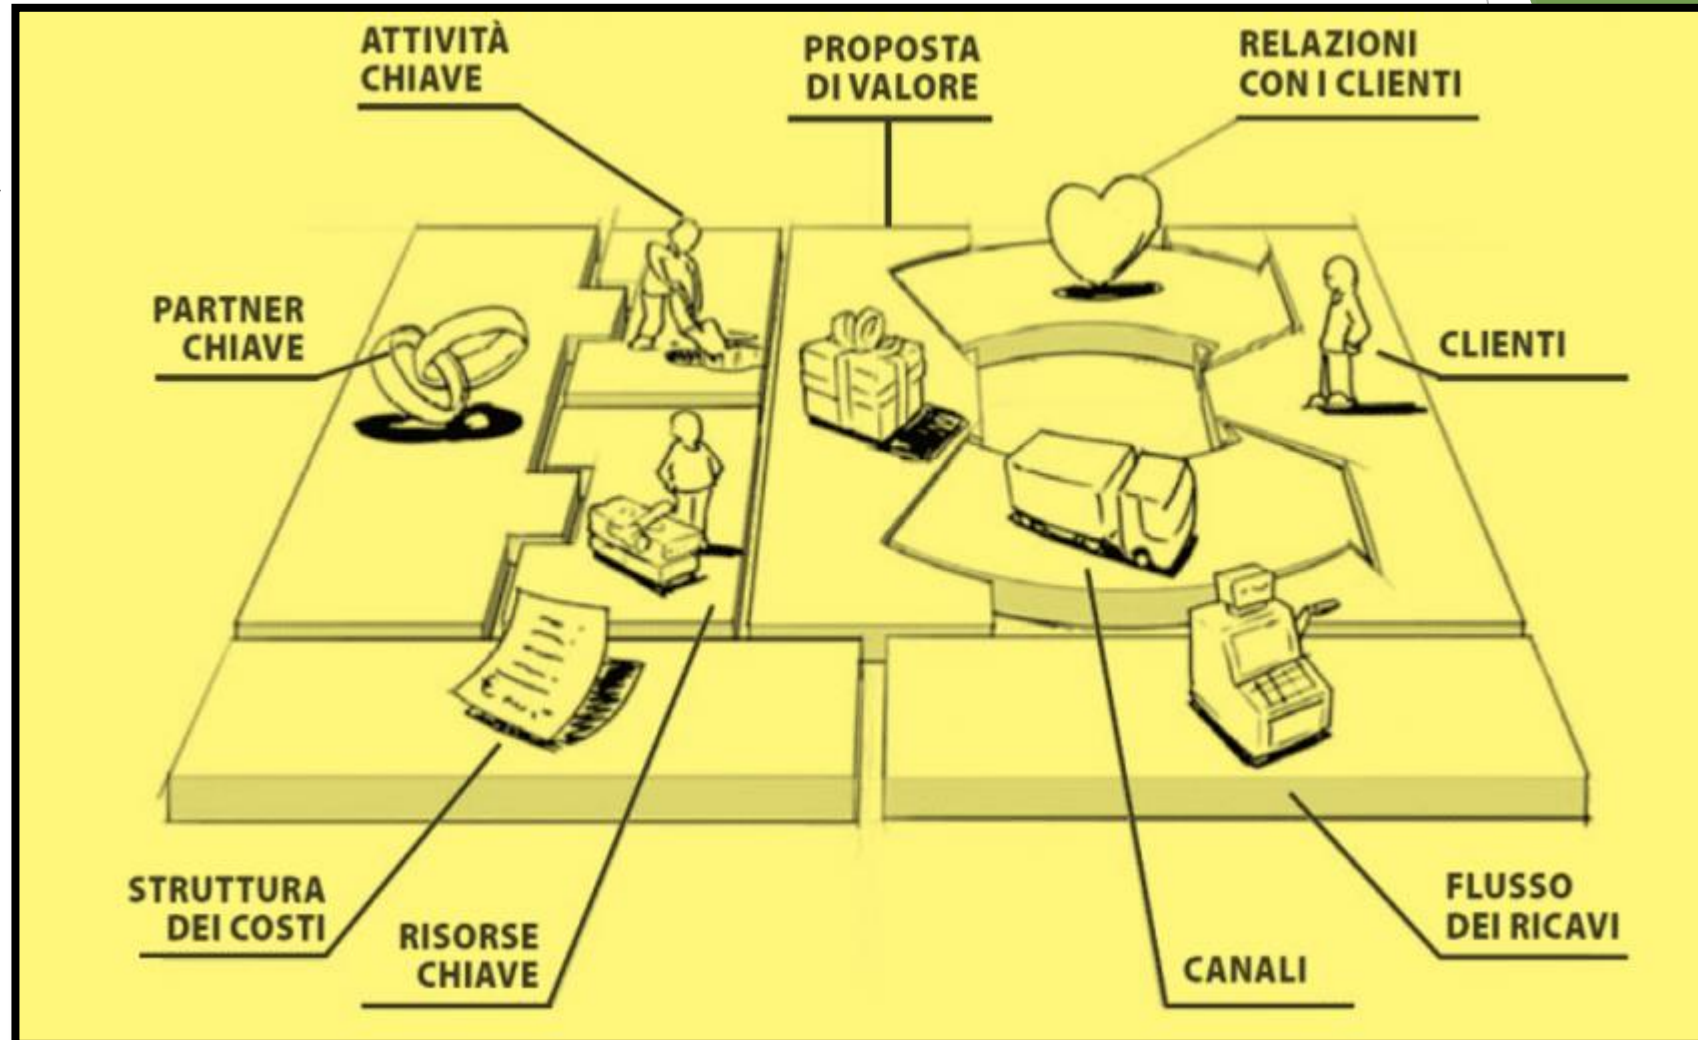 ATTIVITÀ
CHIAVE
PROPOSTA
DI VALORE
RELAZIONI
CON I CLIENTI
PARTNER
CHIAVE
CLIENTI
STRUTTURA
DEI COSTI
RISORSE
CHIAVE
CANALI
FLUSSO
DEI RICAVI